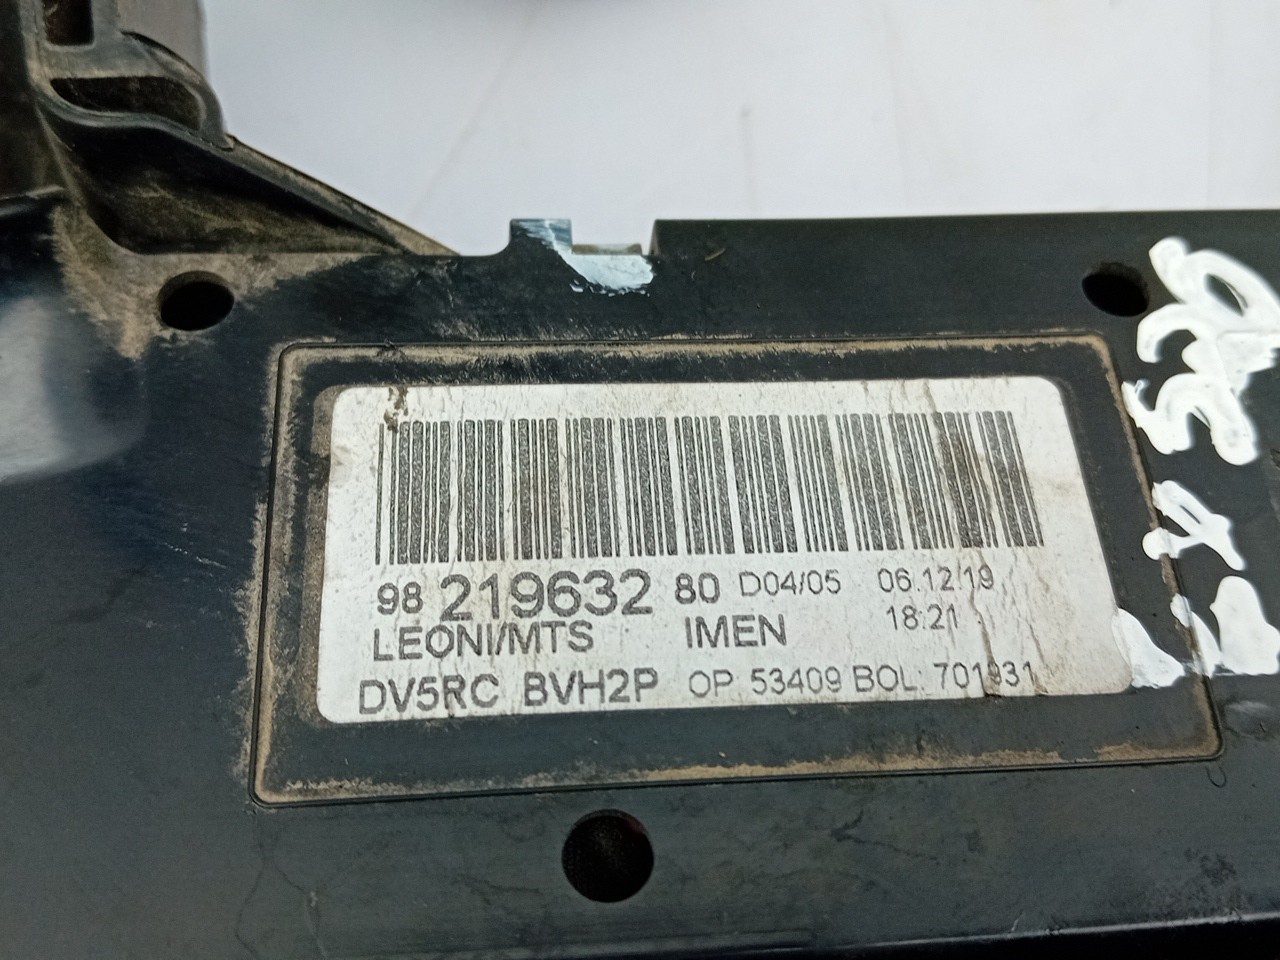 98 219632 80 D04/05 06.12/19
LEONI/MTS IMEN 18:21
DV5RC BVH2P OP 53409 BOL: 701931